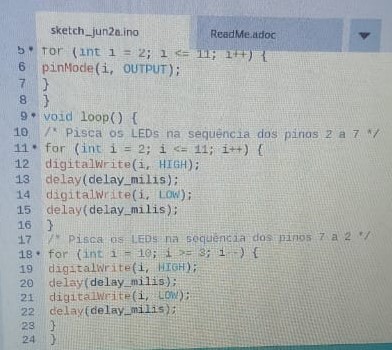 sketch_jun2a.ino ReadMe.adoc
5 for (int i = 2; i <= 11; i++) {
6 pinMode(i, OUTPUT);
7 }
8 }
9 void loop() {
10 /* Pisca os LEDs na sequência dos pinos 2 a 7 */
11 for (int i = 2; i <= 11; i++) {
12 digitalWrite(i, HIGH);
13 delay(delay_milis);
14 digitalWrite(i, LOW);
15 delay(delay_milis);
16 }
17 /* Pisca os LEDs na sequência dos pinos 7 a 2 */
18 for (int i = 10; i >= 3; i--) {
19 digitalWrite(i, HIGH);
20 delay(delay_milis);
21 digitalWrite(i, LOW);
22 delay(delay_milis);
23 }
24 }